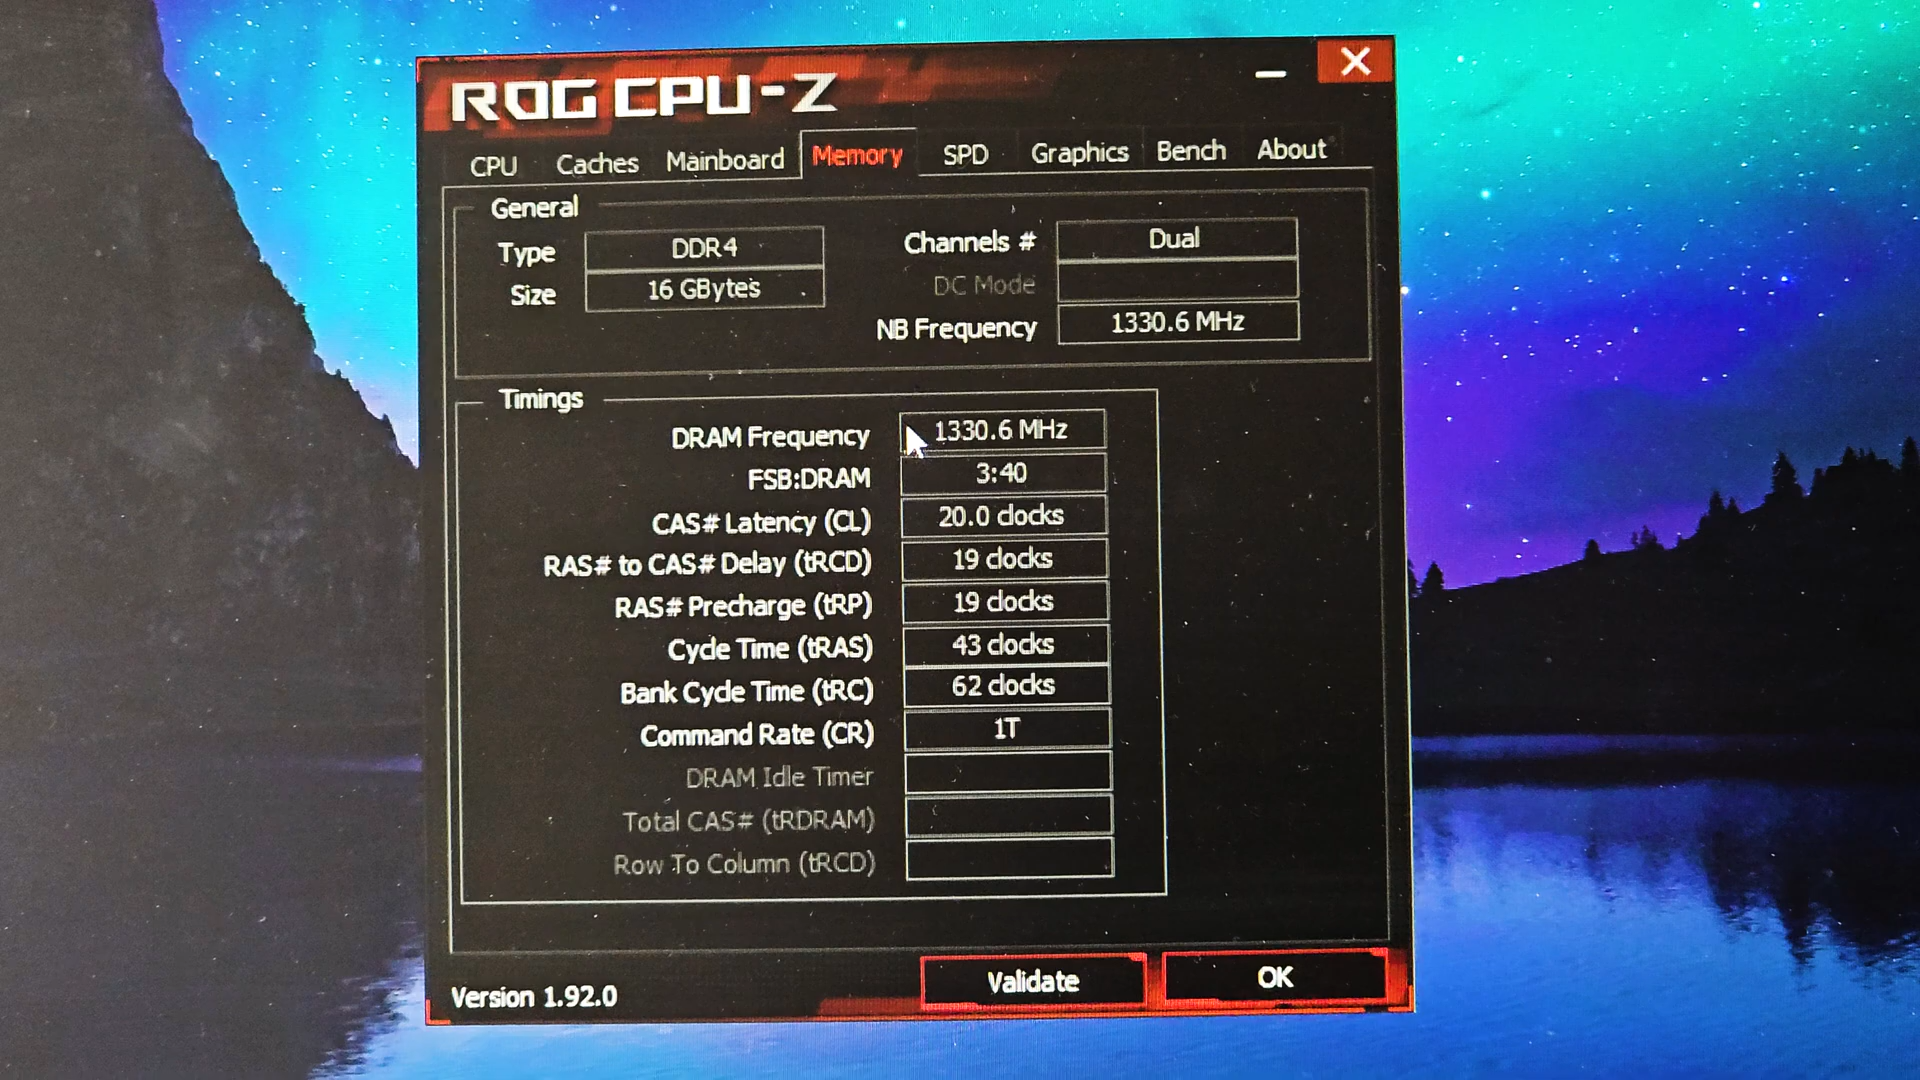 ROG CPU-Z
CPU Caches Mainboard Memory SPD Graphics Bench About
General
Type DDR4 Channels # Dual
Size 16 GBytes DC Mode
NB Frequency 1330.6 MHz
Timings
DRAM Frequency 1330.6 MHz
FSB:DRAM 3:40
CAS# Latency (CL) 20.0 clocks
RAS# to CAS# Delay (tRCD) 19 clocks
RAS# Precharge (tRP) 19 clocks
Cycle Time (tRAS) 43 clocks
Bank Cycle Time (tRC) 62 clocks
Command Rate (CR) 1T
DRAM Idle Timer
Total CAS# (tRDRAM)
Row To Column (tRCD)
Version 1.92.0 Validate OK